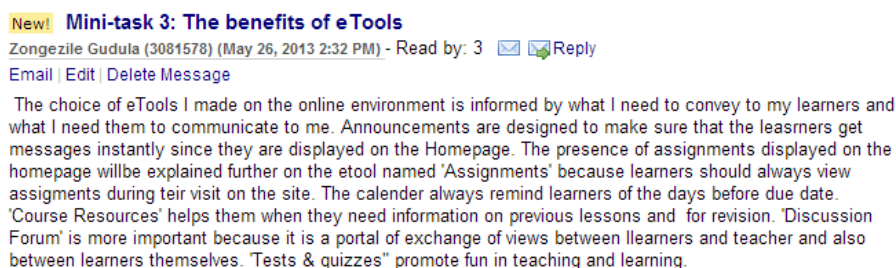 New! Mini-task 3: The benefits of eTools
Zongezile Gudula (3081578) (May 26, 2013 2:32 PM) - Read by: 3 Reply
Email | Edit | Delete Message
The choice of eTools I made on the online environment is informed by what I need to convey to my learners and
what I need them to communicate to me. Announcements are designed to make sure that the leasrners get
messages instantly since they are displayed on the Homepage. The presence of assignments displayed on the
homepage willbe explained further on the etool named 'Assignments' because learners should always view
assigments during teir visit on the site. The calender always remind learners of the days before due date.
'Course Resources' helps them when they need information on previous lessons and  for revision. 'Discussion
Forum' is more important because it is a portal of exchange of views between llearners and teacher and also
between learners themselves. 'Tests & quizzes" promote fun in teaching and learning.